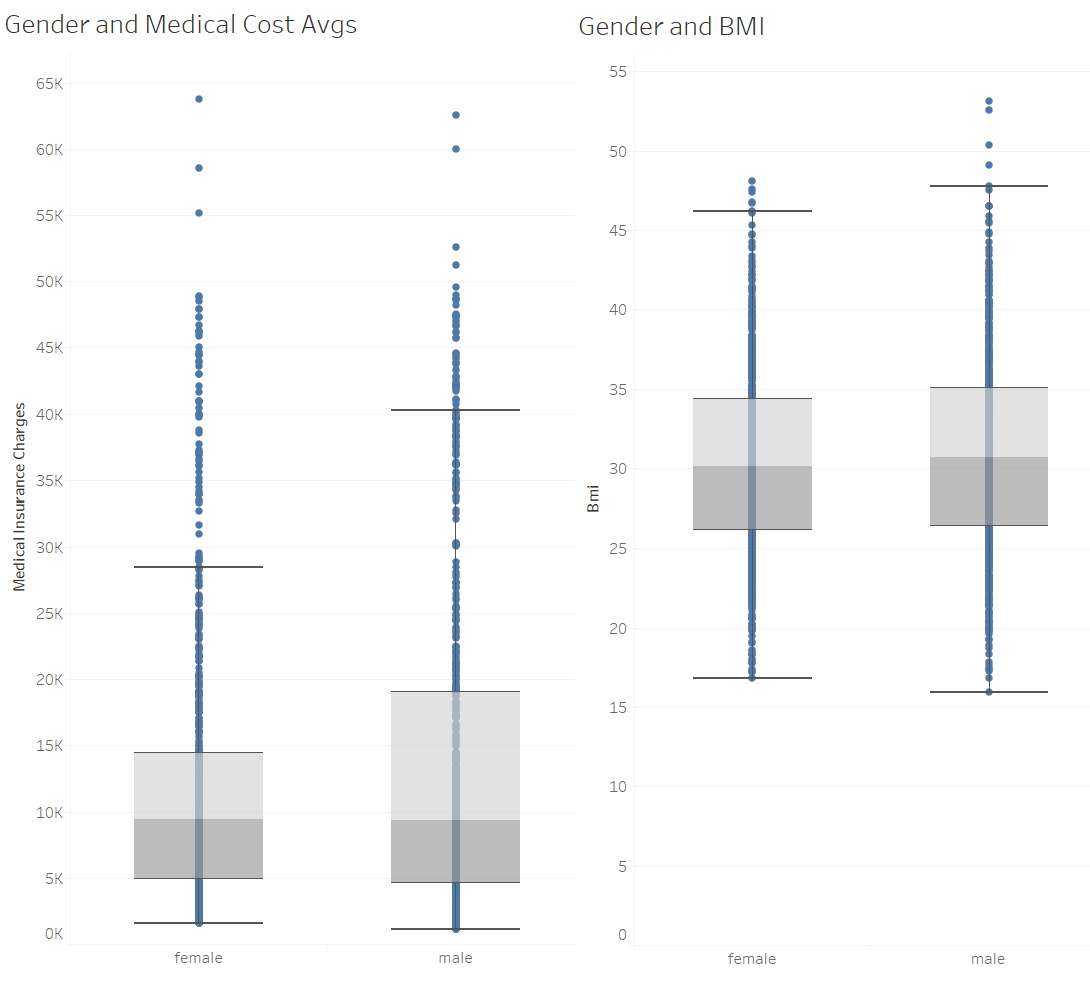 Gender and Medical Cost Avgs
65K
60K
55K
50K
45K
40K
35K
30K
25K
20K
15K
10K
5K
0K
Medical Insurance Charges
female
male
Gender and BMI
55
50
45
40
35
30
25
20
15
10
5
0
Bmi
female
male